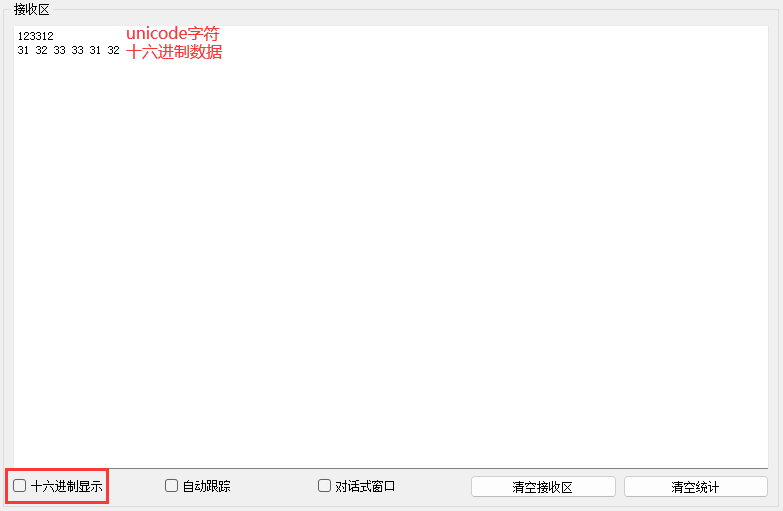 接收区
123312 unicode字符
31 32 33 33 31 32 十六进制数据
十六进制显示 自动跟踪 对话式窗口 清空接收区 清空统计